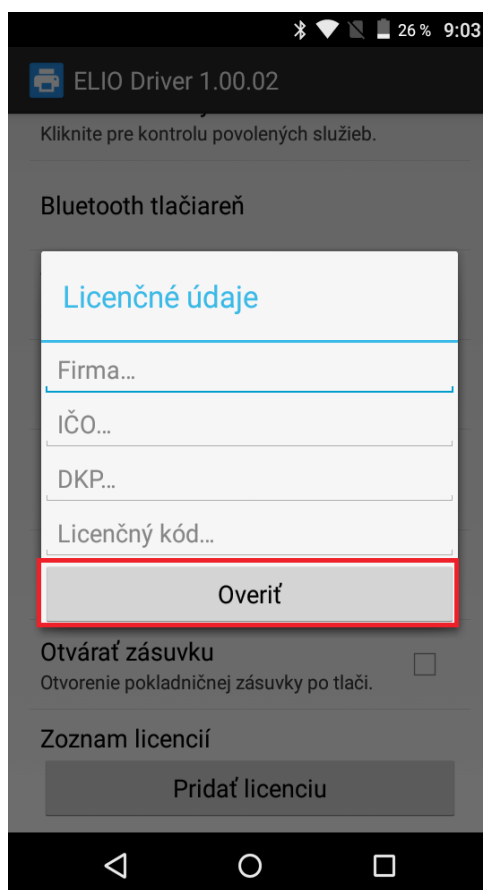 26 % 9:03
ELIO Driver 1.00.02
Kliknite pre kontrolu povolených služieb.
Bluetooth tlačiareň
Licenčné údaje
Firma...
IČO...
DKP...
Licenčný kód...
Overiť
Otvárať zásuvku
Otvorenie pokladničnej zásuvky po tlači.
Zoznam licencií
Pridať licenciu